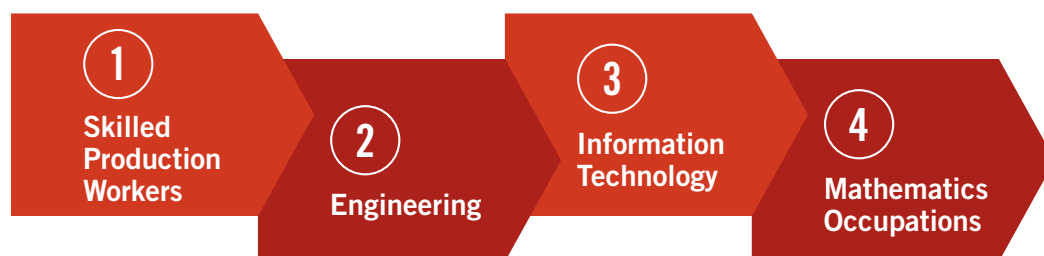 1
Skilled
Production
Workers
2
Engineering
3
Information
Technology
4
Mathematics
Occupations